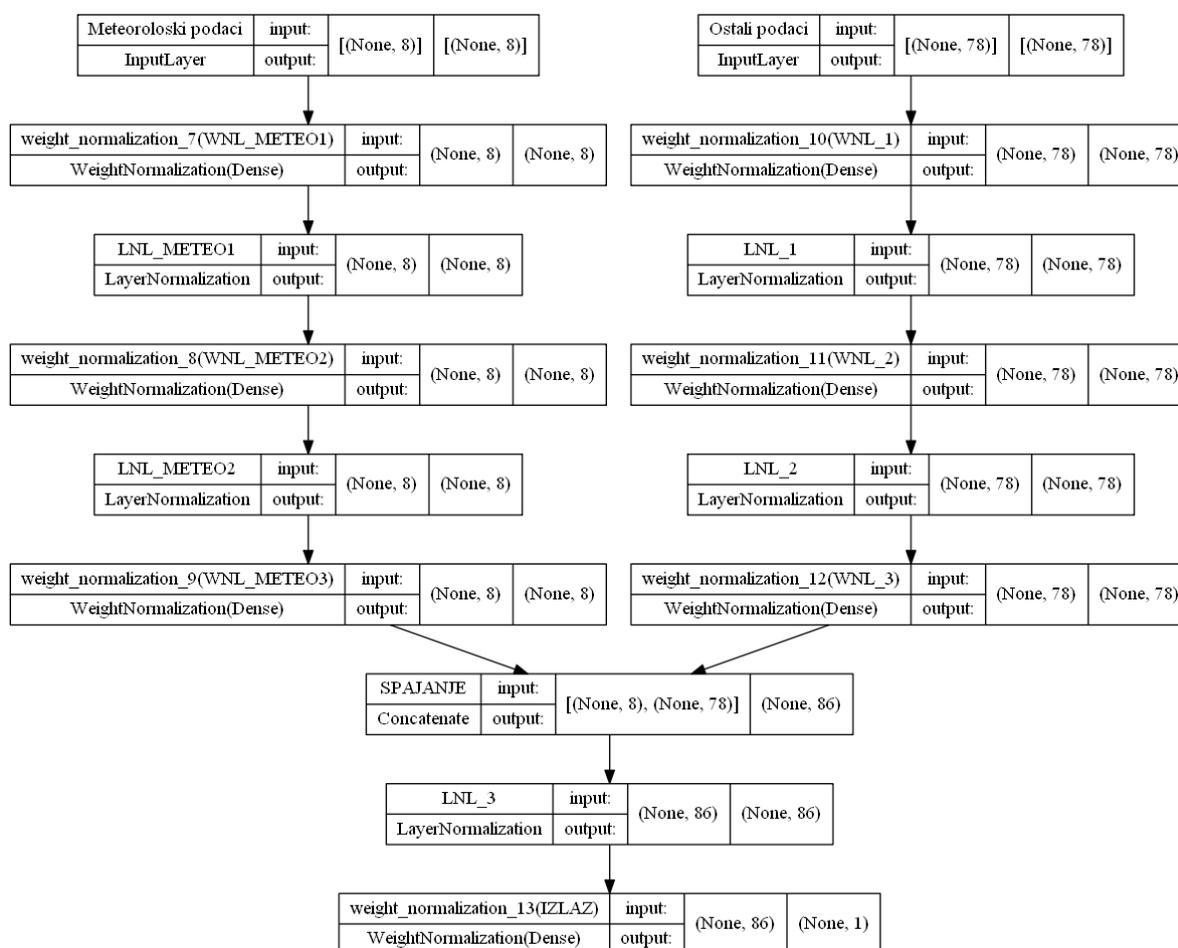 Meteoroloski podaci input: [(None, 8)] [(None, 8)]
InputLayer output:
Ostali podaci input: [(None, 78)] [(None, 78)]
InputLayer output:
weight_normalization_7(WNL_METEO1) input: (None, 8) (None, 8)
WeightNormalization(Dense) output:
weight_normalization_10(WNL_1) input: (None, 78) (None, 78)
WeightNormalization(Dense) output:
LNL_METEO1 input: (None, 8) (None, 8)
LayerNormalization output:
LNL_1 input: (None, 78) (None, 78)
LayerNormalization output:
weight_normalization_8(WNL_METEO2) input: (None, 8) (None, 8)
WeightNormalization(Dense) output:
weight_normalization_11(WNL_2) input: (None, 78) (None, 78)
WeightNormalization(Dense) output:
LNL_METEO2 input: (None, 8) (None, 8)
LayerNormalization output:
LNL_2 input: (None, 78) (None, 78)
LayerNormalization output:
weight_normalization_9(WNL_METEO3) input: (None, 8) (None, 8)
WeightNormalization(Dense) output:
weight_normalization_12(WNL_3) input: (None, 78) (None, 78)
WeightNormalization(Dense) output:
SPAJANJE input: [(None, 8), (None, 78)] (None, 86)
Concatenate output:
LNL_3 input: (None, 86) (None, 86)
LayerNormalization output:
weight_normalization_13(IZLAZ) input: (None, 86) (None, 1)
WeightNormalization(Dense) output: